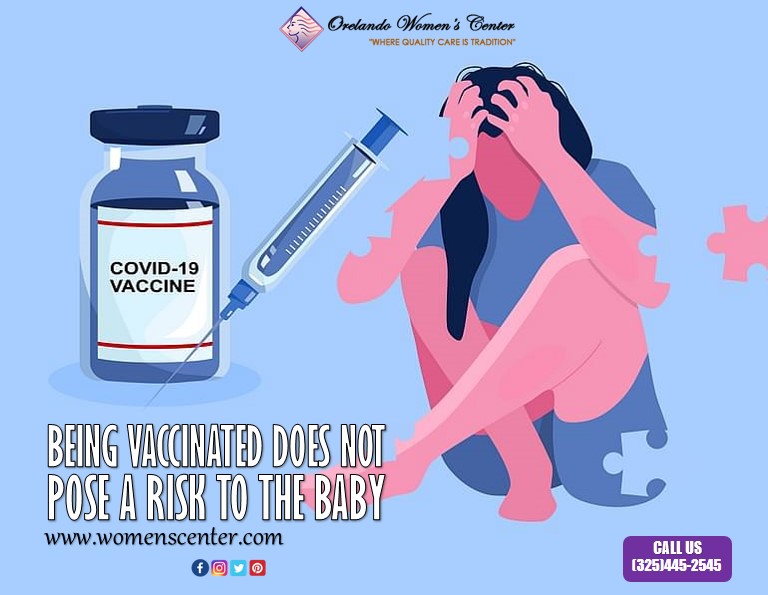 Orelando Women's Center
"WHERE QUALITY CARE IS TRADITION"
COVID-19
VACCINE
BEING VACCINATED DOES NOT
POSE A RISK TO THE BABY
www.womenscenter.com
CALL US
(325)445-2545